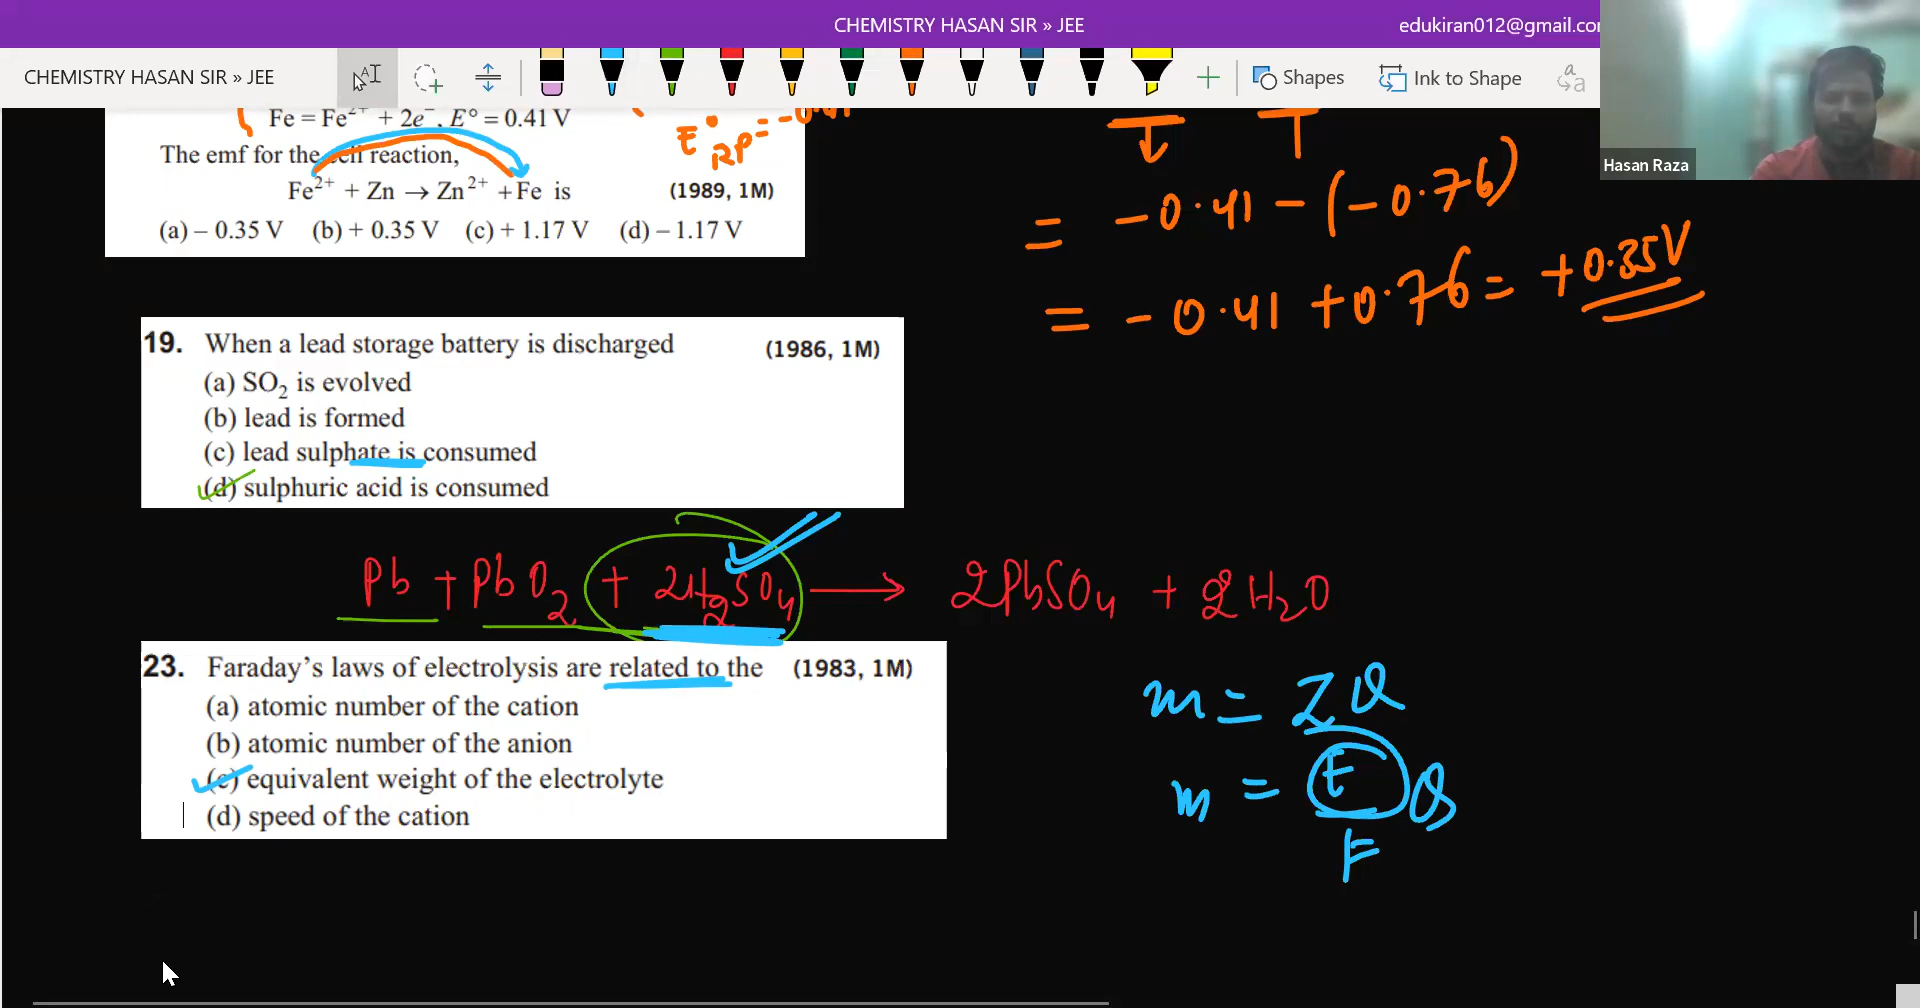 CHEMISTRY HASAN SIR » JEE
edukiran012@gmail.co
CHEMISTRY HASAN SIR » JEE
Shapes
Ink to Shape
Hasan Raza
Fe = Fe²⁺ + 2e⁻, E° = 0.41 V
The emf for the cell reaction,
Fe²⁺ + Zn → Zn²⁺ + Fe is (1989, 1M)
(a) – 0.35 V (b) + 0.35 V (c) + 1.17 V (d) – 1.17 V
E°RP = -0.41
= -0.41 - (-0.76)
= -0.41 + 0.76 = +0.35V
19. When a lead storage battery is discharged (1986, 1M)
(a) SO₂ is evolved
(b) lead is formed
(c) lead sulphate is consumed
(d) sulphuric acid is consumed
Pb + PbO₂ + 2H₂SO₄ → 2PbSO₄ + 2H₂O
23. Faraday’s laws of electrolysis are related to the (1983, 1M)
(a) atomic number of the cation
(b) atomic number of the anion
(c) equivalent weight of the electrolyte
(d) speed of the cation
m = ZQ
m = E/F Q